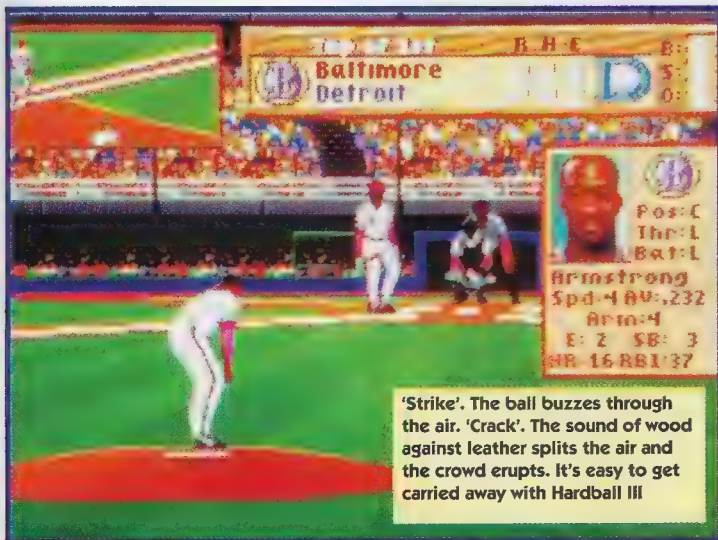 R H E
B:
Baltimore
S:
Detroit
O:
Pos:C
Thr:L
Bat:L
Armstrong
Spd:4 AV:.232
Arm:4
E: 2 SB: 3
HR:16 RBI:37
'Strike'. The ball buzzes through
the air. 'Crack'. The sound of wood
against leather splits the air and
the crowd erupts. It's easy to get
carried away with Hardball III